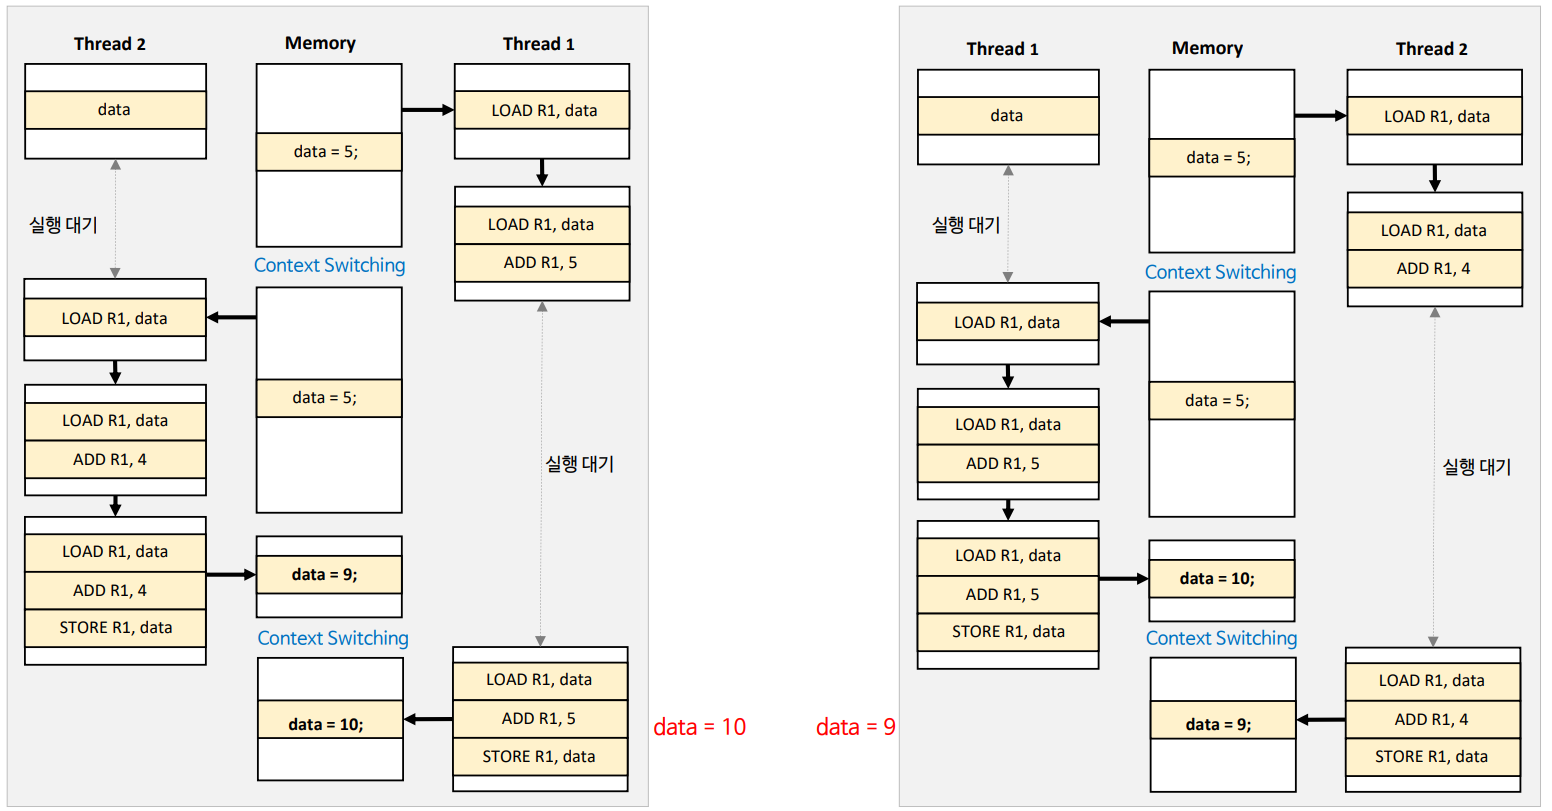 Thread 2
Memory
Thread 1
data
data = 5;
LOAD R1, data
LOAD R1, data
ADD R1, 5
실행 대기
Context Switching
LOAD R1, data
data = 5;
LOAD R1, data
ADD R1, 4
실행 대기
LOAD R1, data
ADD R1, 4
STORE R1, data
data = 9;
Context Switching
LOAD R1, data
ADD R1, 5
STORE R1, data
data = 10;
data = 10
Thread 1
Memory
Thread 2
data
data = 5;
LOAD R1, data
LOAD R1, data
ADD R1, 4
실행 대기
Context Switching
LOAD R1, data
data = 5;
LOAD R1, data
ADD R1, 5
실행 대기
LOAD R1, data
ADD R1, 5
STORE R1, data
data = 10;
Context Switching
LOAD R1, data
ADD R1, 4
STORE R1, data
data = 9;
data = 9